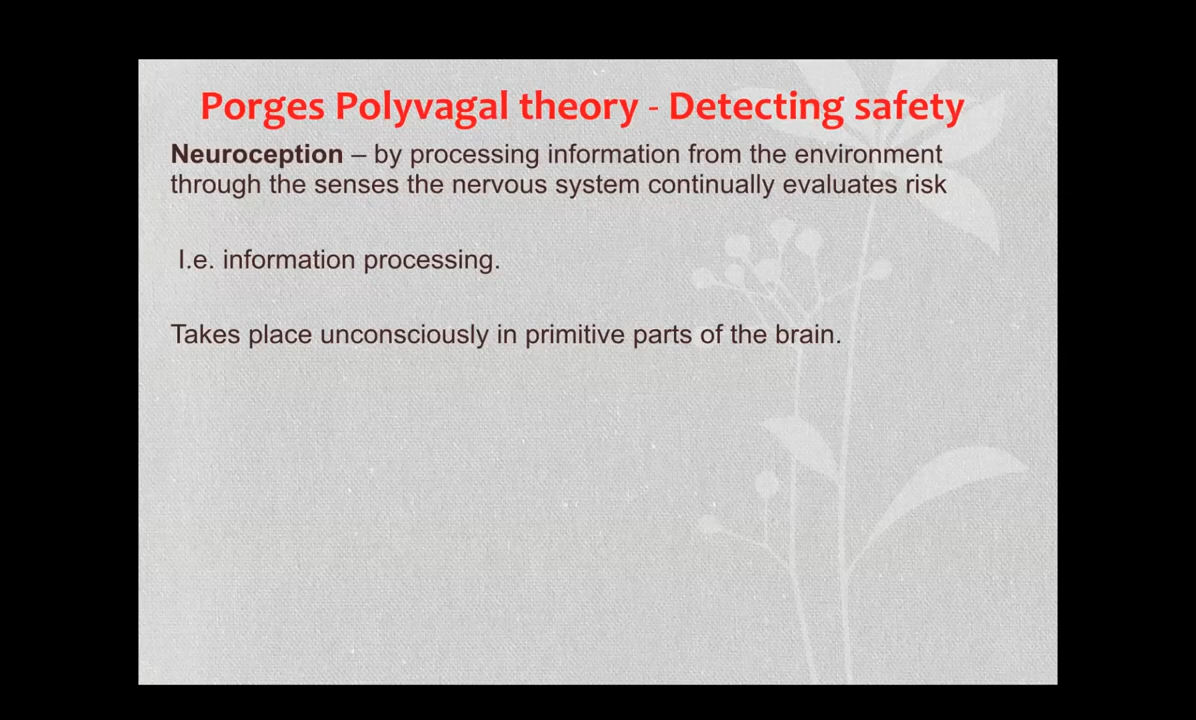 Porges Polyvagal theory - Detecting safety
Neuroception – by processing information from the environment
through the senses the nervous system continually evaluates risk
I.e. information processing.
Takes place unconsciously in primitive parts of the brain.